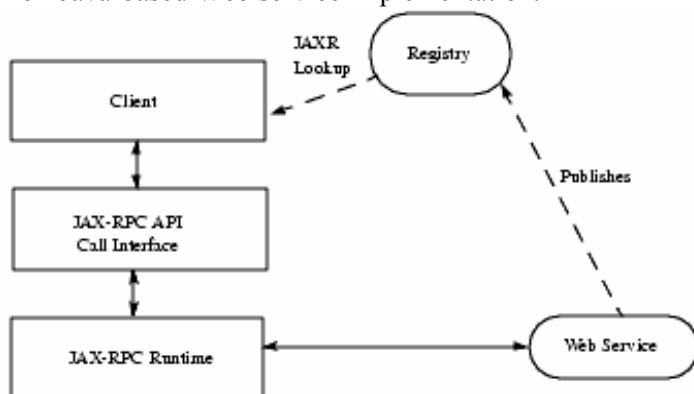 Java based Web service implementation.
JAXR
Lookup
Registry
Client
Publishes
JAX-RPC API
Call Interface
JAX-RPC Runtime
Web Service